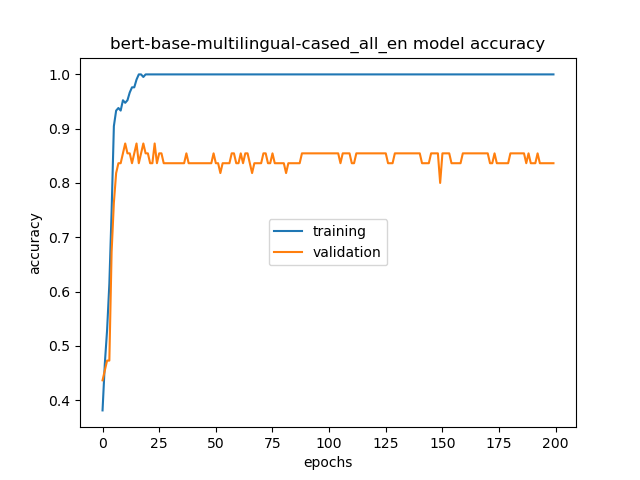 bert-base-multilingual-cased_all_en model accuracy
1.0
0.9
0.8
0.7
0.6
0.5
0.4
accuracy
training
validation
0 25 50 75 100 125 150 175 200
epochs